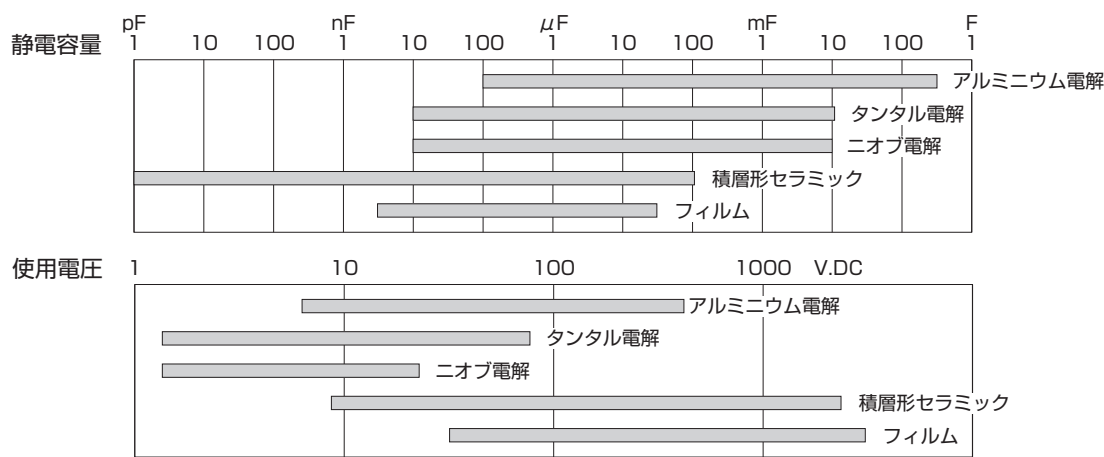 pF nF μF mF F
静電容量 1 10 100 1 10 100 1 10 100 1 10 100 1
アルミニウム電解
タンタル電解
ニオブ電解
積層形セラミック
フィルム
使用電圧 1 10 100 1000 V.DC
アルミニウム電解
タンタル電解
ニオブ電解
積層形セラミック
フィルム